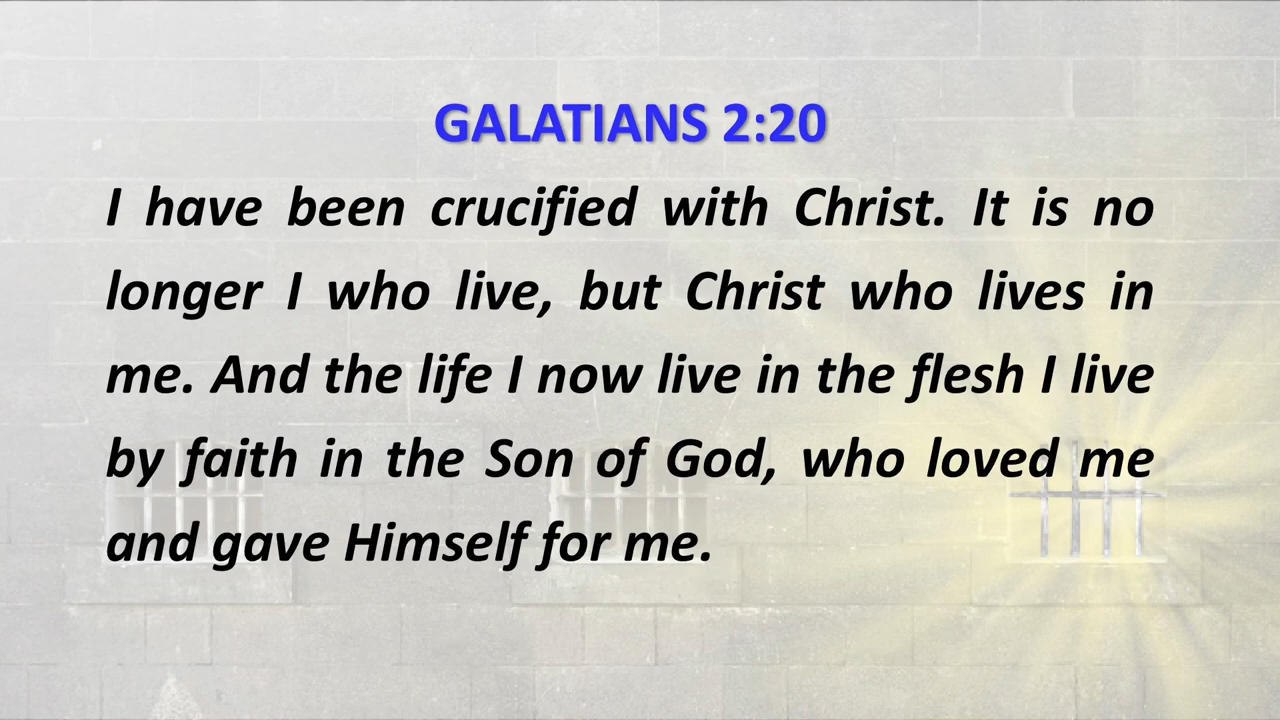 GALATIANS 2:20
I have been crucified with Christ. It is no
longer I who live, but Christ who lives in
me. And the life I now live in the flesh I live
by faith in the Son of God, who loved me
and gave Himself for me.